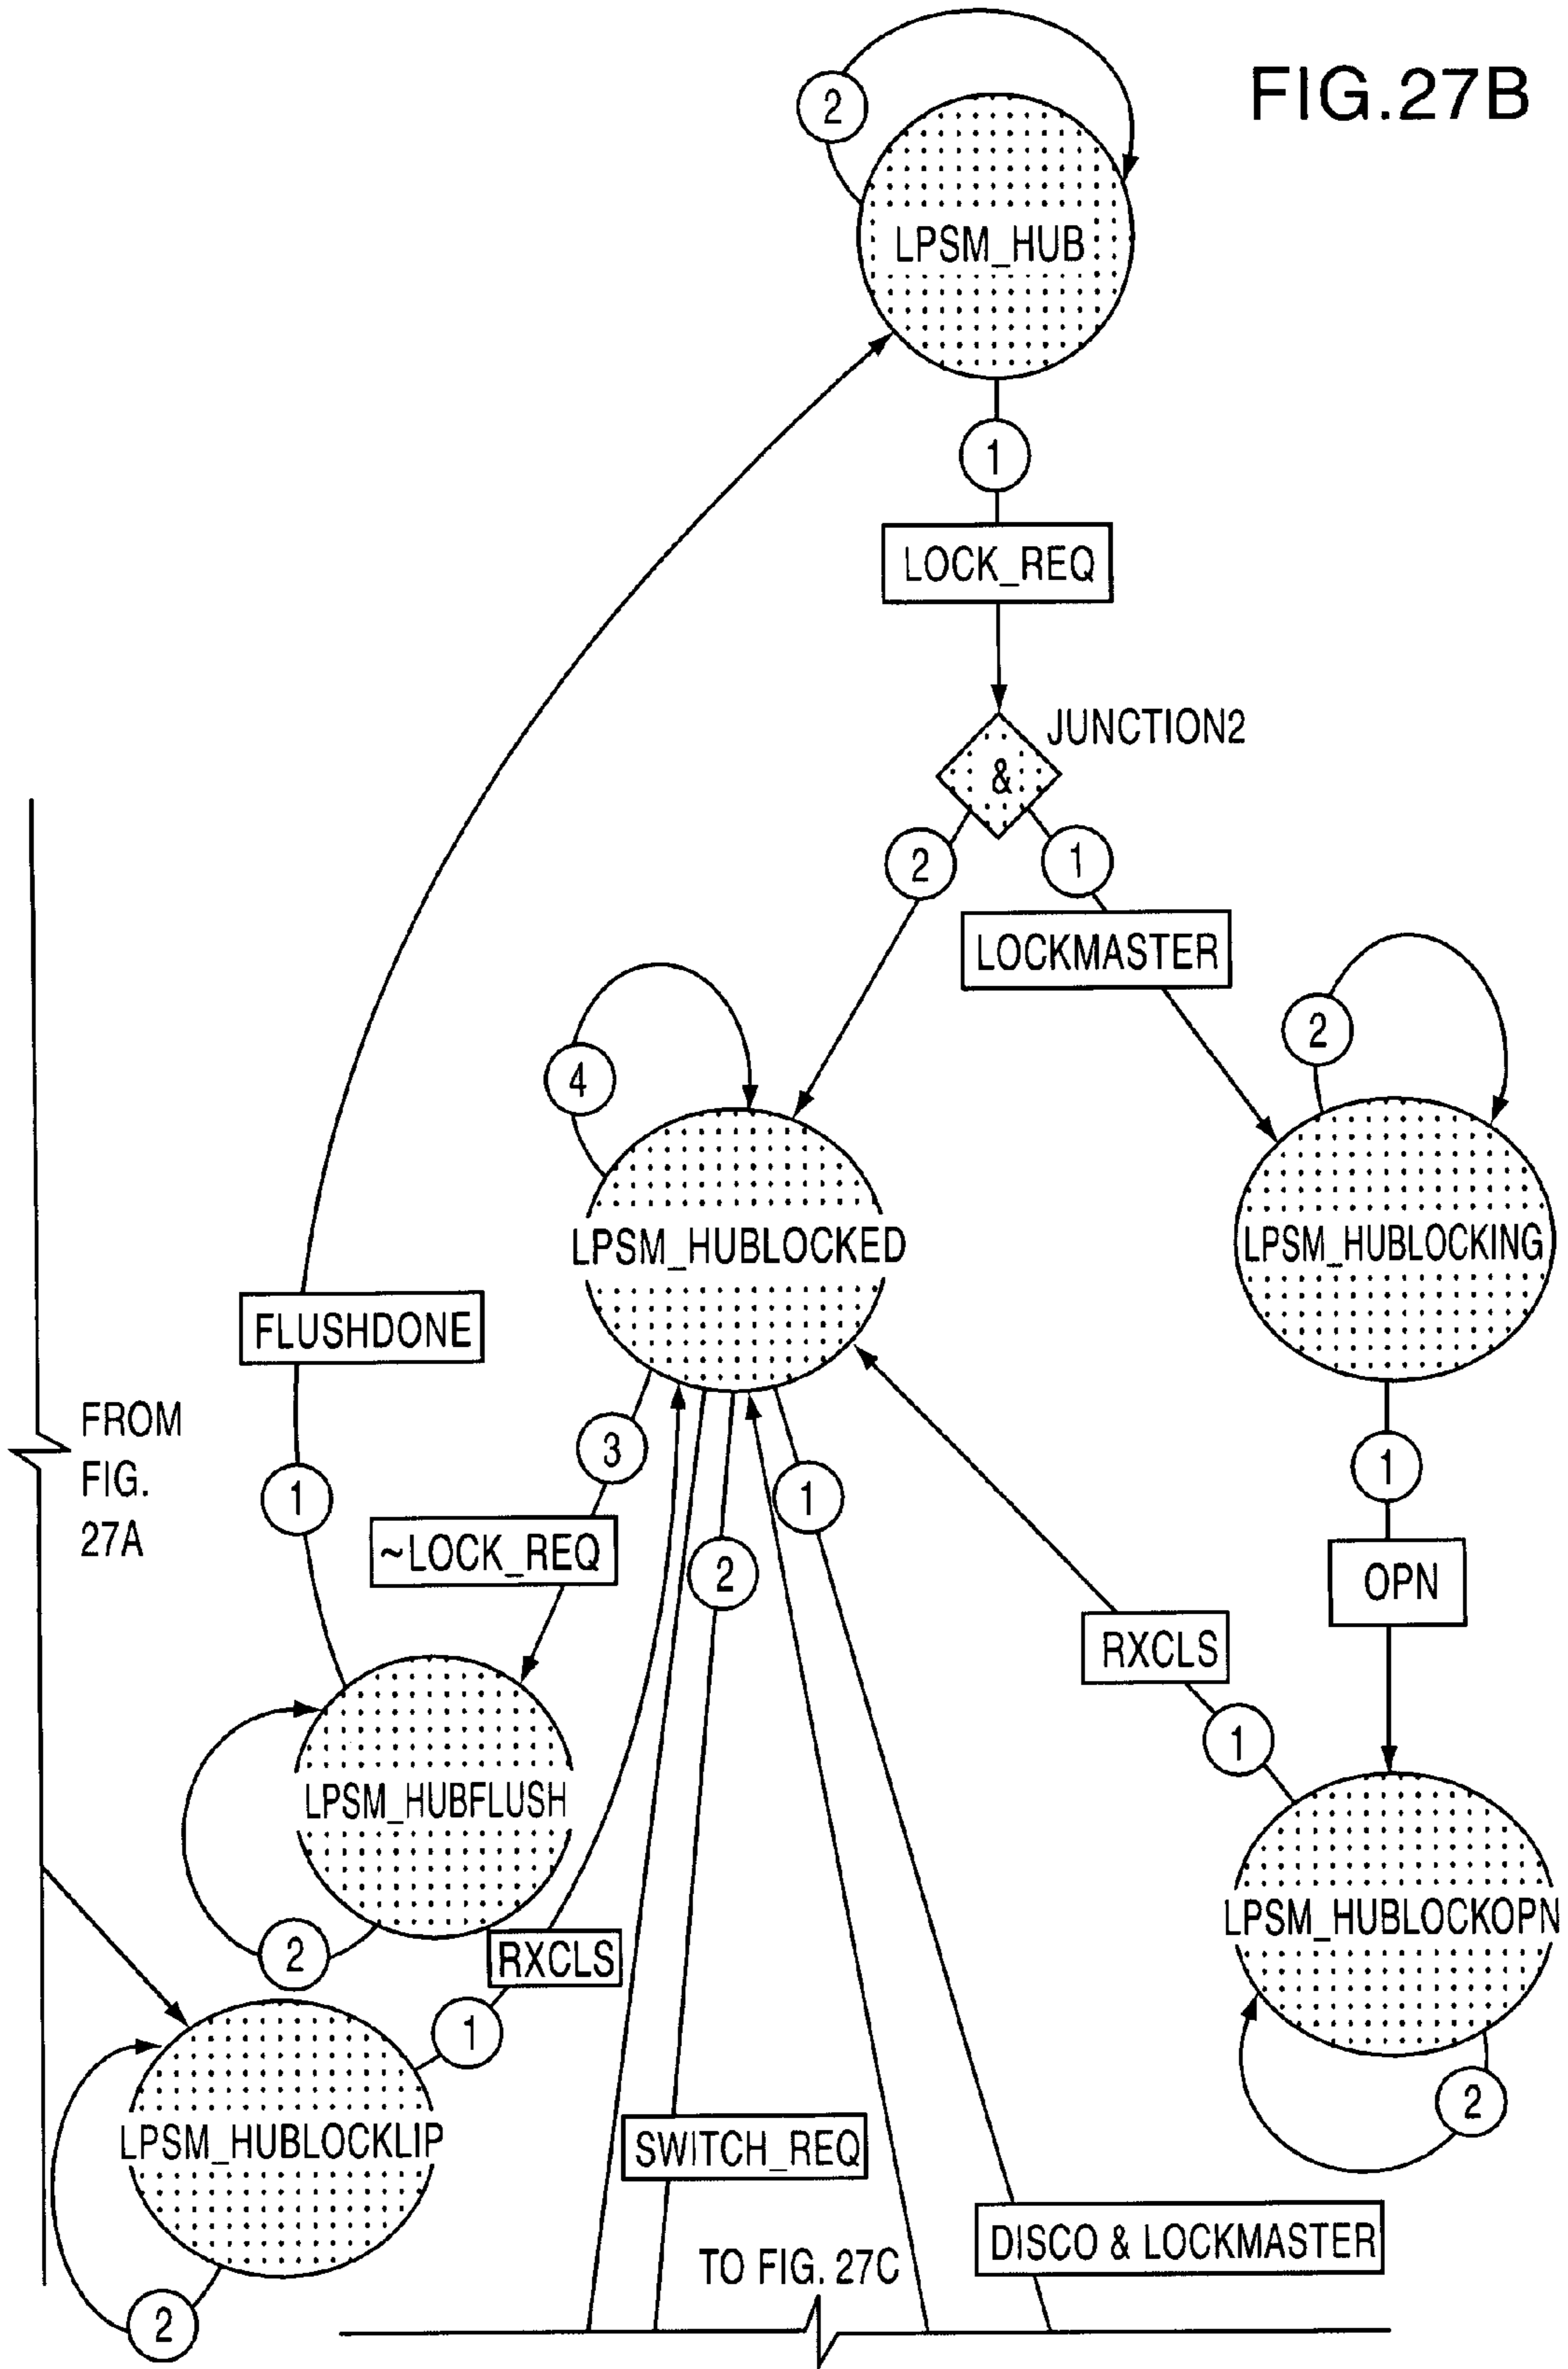 FIG.27B
2
LPSM_HUB
1
LOCK_REQ
JUNCTION2
&
2
1
LOCKMASTER
2
4
LPSM_HUBLOCKED
LPSM_HUBLOCKING
FLUSHDONE
FROM
FIG.
27A
3
1
1
1
~LOCK_REQ
2
OPN
RXCLS
1
LPSM_HUBFLUSH
LPSM_HUBLOCKOPN
2
RXCLS
1
2
LPSM_HUBLOCKLIP
SWITCH_REQ
DISCO & LOCKMASTER
TO FIG. 27C
2